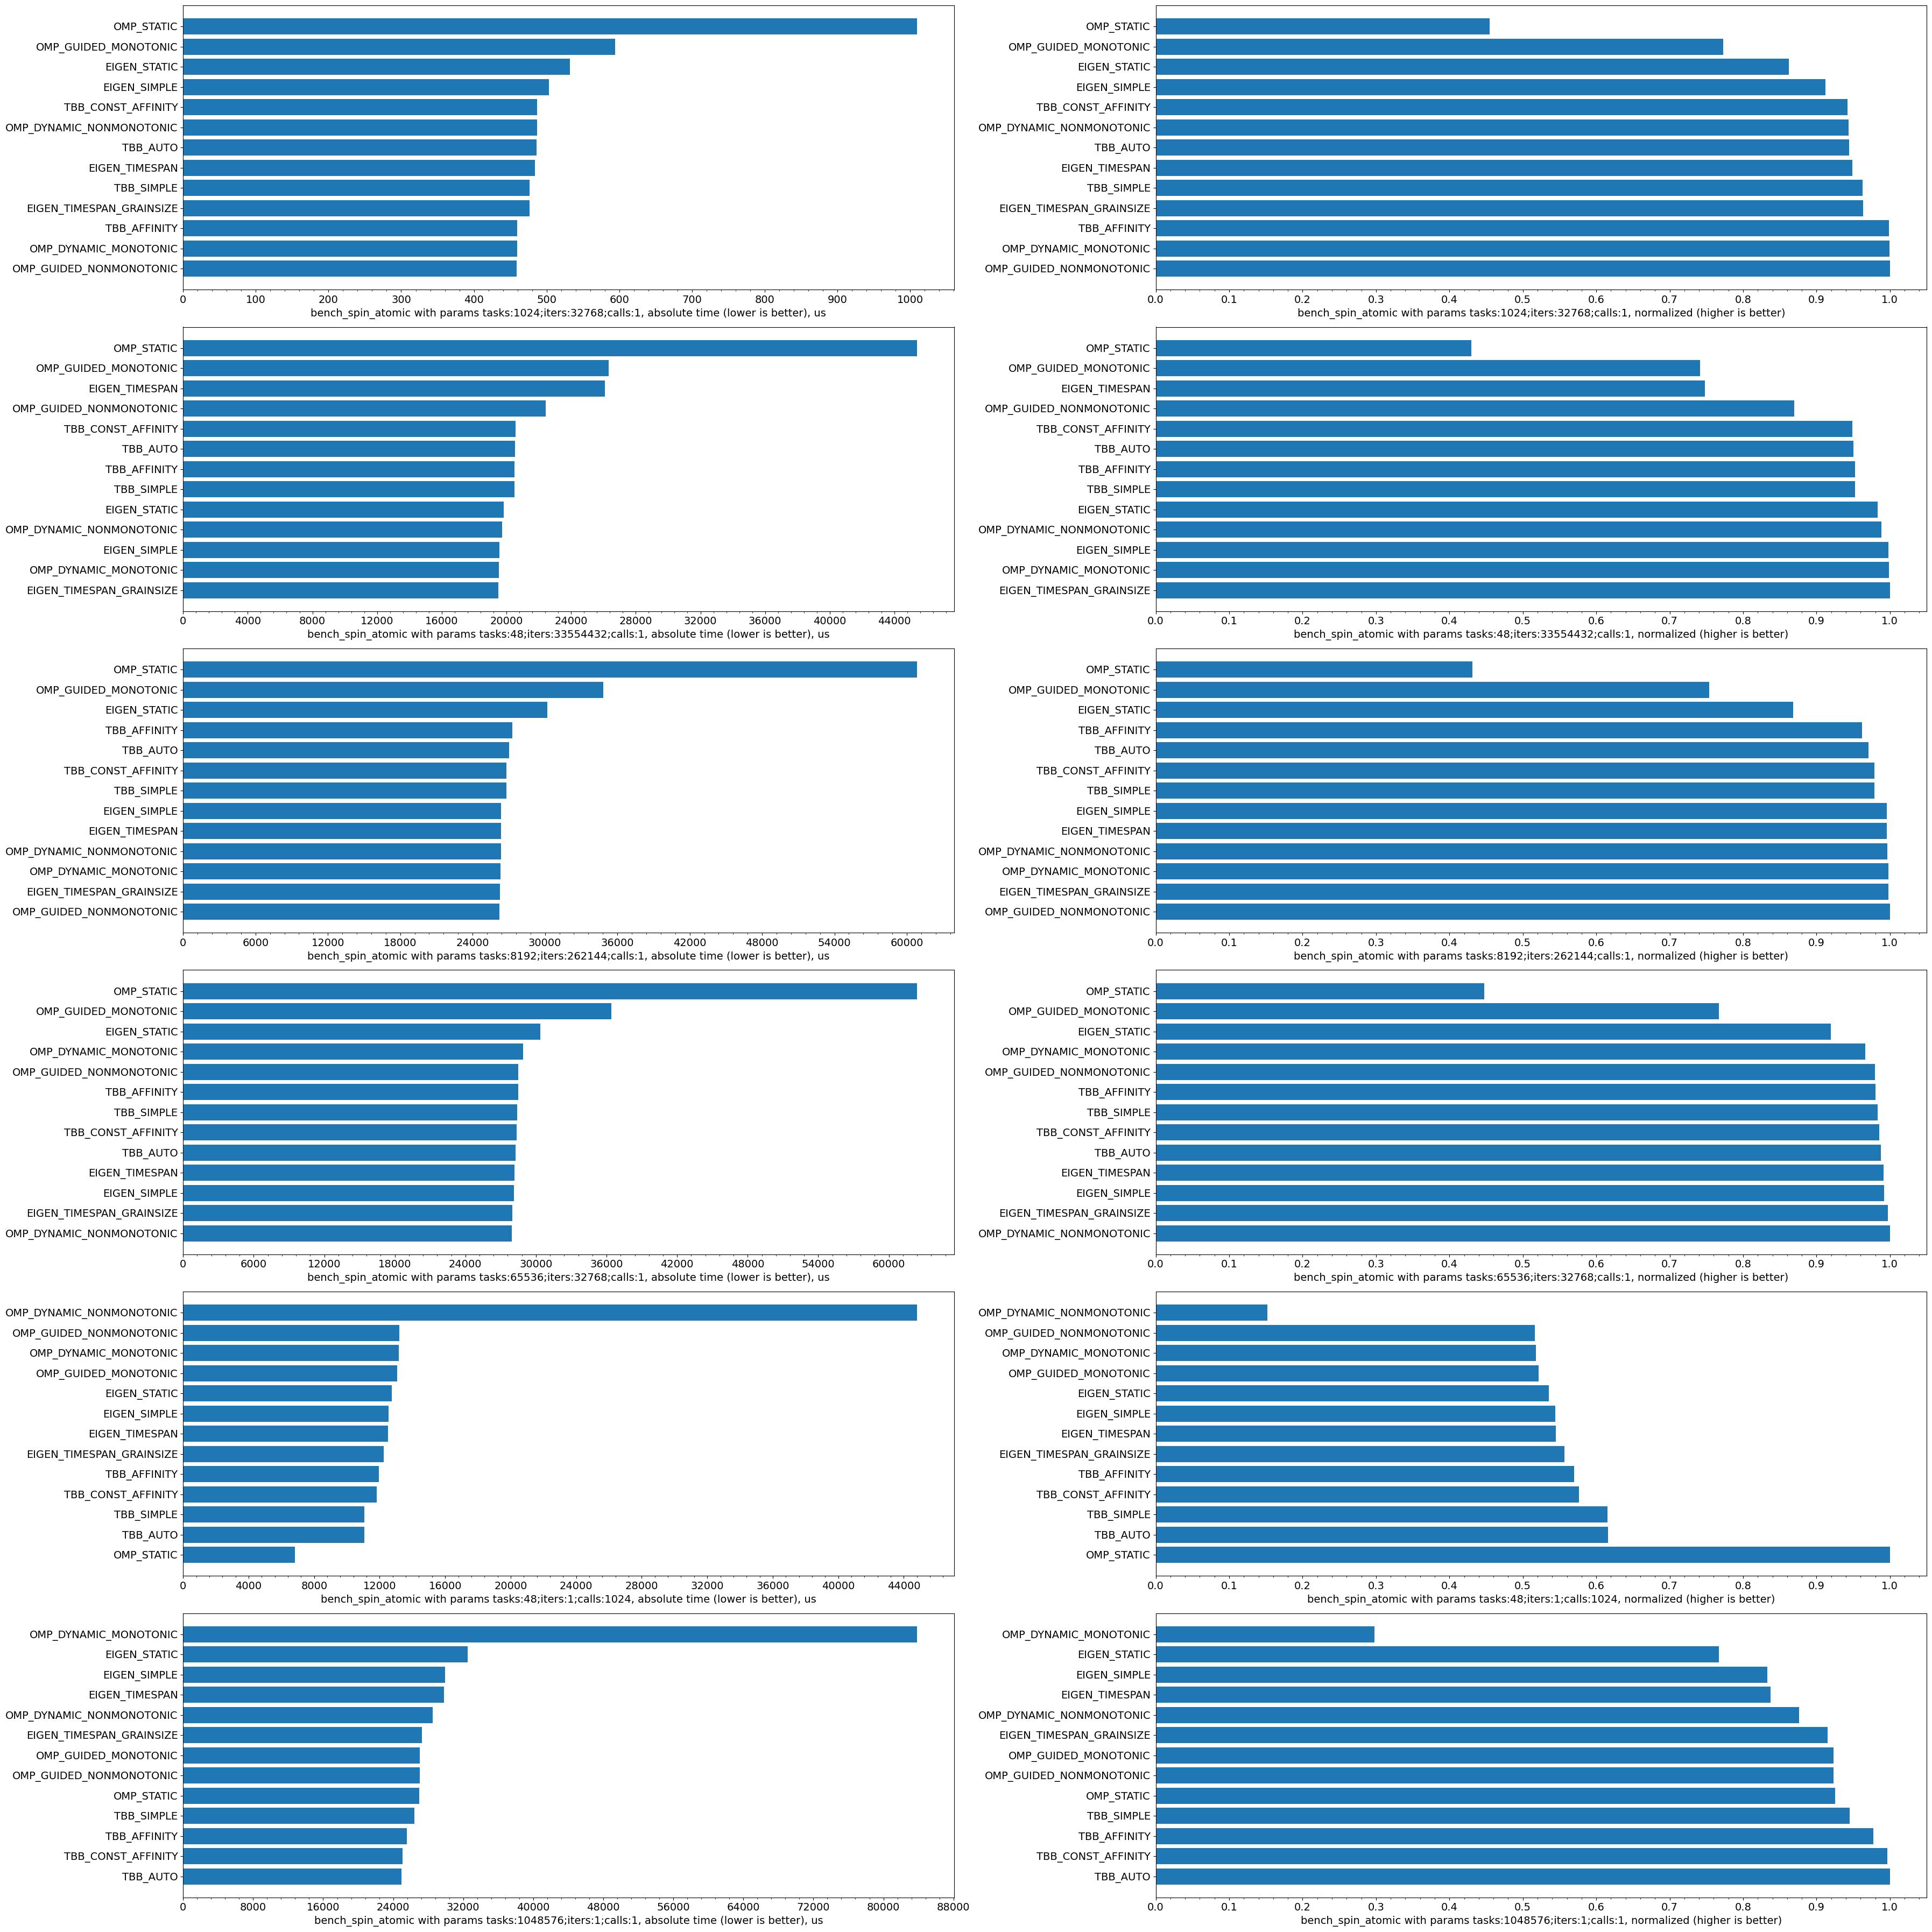 OMP_STATIC
OMP_GUIDED_MONOTONIC
EIGEN_STATIC
EIGEN_SIMPLE
TBB_CONST_AFFINITY
OMP_DYNAMIC_NONMONOTONIC
TBB_AUTO
EIGEN_TIMESPAN
TBB_SIMPLE
EIGEN_TIMESPAN_GRAINSIZE
TBB_AFFINITY
OMP_DYNAMIC_MONOTONIC
OMP_GUIDED_NONMONOTONIC
0 100 200 300 400 500 600 700 800 900 1000
bench_spin_atomic with params tasks:1024;iters:32768;calls:1, absolute time (lower is better), us
OMP_STATIC
OMP_GUIDED_MONOTONIC
EIGEN_STATIC
EIGEN_SIMPLE
TBB_CONST_AFFINITY
OMP_DYNAMIC_NONMONOTONIC
TBB_AUTO
EIGEN_TIMESPAN
TBB_SIMPLE
EIGEN_TIMESPAN_GRAINSIZE
TBB_AFFINITY
OMP_DYNAMIC_MONOTONIC
OMP_GUIDED_NONMONOTONIC
0.0 0.1 0.2 0.3 0.4 0.5 0.6 0.7 0.8 0.9 1.0
bench_spin_atomic with params tasks:1024;iters:32768;calls:1, normalized (higher is better)
OMP_STATIC
OMP_GUIDED_MONOTONIC
EIGEN_TIMESPAN
OMP_GUIDED_NONMONOTONIC
TBB_CONST_AFFINITY
TBB_AUTO
TBB_AFFINITY
TBB_SIMPLE
EIGEN_STATIC
OMP_DYNAMIC_NONMONOTONIC
EIGEN_SIMPLE
OMP_DYNAMIC_MONOTONIC
EIGEN_TIMESPAN_GRAINSIZE
0 4000 8000 12000 16000 20000 24000 28000 32000 36000 40000 44000
bench_spin_atomic with params tasks:48;iters:33554432;calls:1, absolute time (lower is better), us
OMP_STATIC
OMP_GUIDED_MONOTONIC
EIGEN_TIMESPAN
OMP_GUIDED_NONMONOTONIC
TBB_CONST_AFFINITY
TBB_AUTO
TBB_AFFINITY
TBB_SIMPLE
EIGEN_STATIC
OMP_DYNAMIC_NONMONOTONIC
EIGEN_SIMPLE
OMP_DYNAMIC_MONOTONIC
EIGEN_TIMESPAN_GRAINSIZE
0.0 0.1 0.2 0.3 0.4 0.5 0.6 0.7 0.8 0.9 1.0
bench_spin_atomic with params tasks:48;iters:33554432;calls:1, normalized (higher is better)
OMP_STATIC
OMP_GUIDED_MONOTONIC
EIGEN_STATIC
TBB_AFFINITY
TBB_AUTO
TBB_CONST_AFFINITY
TBB_SIMPLE
EIGEN_SIMPLE
EIGEN_TIMESPAN
OMP_DYNAMIC_NONMONOTONIC
OMP_DYNAMIC_MONOTONIC
EIGEN_TIMESPAN_GRAINSIZE
OMP_GUIDED_NONMONOTONIC
0 6000 12000 18000 24000 30000 36000 42000 48000 54000 60000
bench_spin_atomic with params tasks:8192;iters:262144;calls:1, absolute time (lower is better), us
OMP_STATIC
OMP_GUIDED_MONOTONIC
EIGEN_STATIC
TBB_AFFINITY
TBB_AUTO
TBB_CONST_AFFINITY
TBB_SIMPLE
EIGEN_SIMPLE
EIGEN_TIMESPAN
OMP_DYNAMIC_NONMONOTONIC
OMP_DYNAMIC_MONOTONIC
EIGEN_TIMESPAN_GRAINSIZE
OMP_GUIDED_NONMONOTONIC
0.0 0.1 0.2 0.3 0.4 0.5 0.6 0.7 0.8 0.9 1.0
bench_spin_atomic with params tasks:8192;iters:262144;calls:1, normalized (higher is better)
OMP_STATIC
OMP_GUIDED_MONOTONIC
EIGEN_STATIC
OMP_DYNAMIC_MONOTONIC
OMP_GUIDED_NONMONOTONIC
TBB_AFFINITY
TBB_SIMPLE
TBB_CONST_AFFINITY
TBB_AUTO
EIGEN_TIMESPAN
EIGEN_SIMPLE
EIGEN_TIMESPAN_GRAINSIZE
OMP_DYNAMIC_NONMONOTONIC
0 6000 12000 18000 24000 30000 36000 42000 48000 54000 60000
bench_spin_atomic with params tasks:65536;iters:32768;calls:1, absolute time (lower is better), us
OMP_STATIC
OMP_GUIDED_MONOTONIC
EIGEN_STATIC
OMP_DYNAMIC_MONOTONIC
OMP_GUIDED_NONMONOTONIC
TBB_AFFINITY
TBB_SIMPLE
TBB_CONST_AFFINITY
TBB_AUTO
EIGEN_TIMESPAN
EIGEN_SIMPLE
EIGEN_TIMESPAN_GRAINSIZE
OMP_DYNAMIC_NONMONOTONIC
0.0 0.1 0.2 0.3 0.4 0.5 0.6 0.7 0.8 0.9 1.0
bench_spin_atomic with params tasks:65536;iters:32768;calls:1, normalized (higher is better)
OMP_DYNAMIC_NONMONOTONIC
OMP_GUIDED_NONMONOTONIC
OMP_DYNAMIC_MONOTONIC
OMP_GUIDED_MONOTONIC
EIGEN_STATIC
EIGEN_SIMPLE
EIGEN_TIMESPAN
EIGEN_TIMESPAN_GRAINSIZE
TBB_AFFINITY
TBB_CONST_AFFINITY
TBB_SIMPLE
TBB_AUTO
OMP_STATIC
0 4000 8000 12000 16000 20000 24000 28000 32000 36000 40000 44000
bench_spin_atomic with params tasks:48;iters:1;calls:1024, absolute time (lower is better), us
OMP_DYNAMIC_NONMONOTONIC
OMP_GUIDED_NONMONOTONIC
OMP_DYNAMIC_MONOTONIC
OMP_GUIDED_MONOTONIC
EIGEN_STATIC
EIGEN_SIMPLE
EIGEN_TIMESPAN
EIGEN_TIMESPAN_GRAINSIZE
TBB_AFFINITY
TBB_CONST_AFFINITY
TBB_SIMPLE
TBB_AUTO
OMP_STATIC
0.0 0.1 0.2 0.3 0.4 0.5 0.6 0.7 0.8 0.9 1.0
bench_spin_atomic with params tasks:48;iters:1;calls:1024, normalized (higher is better)
OMP_DYNAMIC_MONOTONIC
EIGEN_STATIC
EIGEN_SIMPLE
EIGEN_TIMESPAN
OMP_DYNAMIC_NONMONOTONIC
EIGEN_TIMESPAN_GRAINSIZE
OMP_GUIDED_MONOTONIC
OMP_GUIDED_NONMONOTONIC
OMP_STATIC
TBB_SIMPLE
TBB_AFFINITY
TBB_CONST_AFFINITY
TBB_AUTO
0 8000 16000 24000 32000 40000 48000 56000 64000 72000 80000 88000
bench_spin_atomic with params tasks:1048576;iters:1;calls:1, absolute time (lower is better), us
OMP_DYNAMIC_MONOTONIC
EIGEN_STATIC
EIGEN_SIMPLE
EIGEN_TIMESPAN
OMP_DYNAMIC_NONMONOTONIC
EIGEN_TIMESPAN_GRAINSIZE
OMP_GUIDED_MONOTONIC
OMP_GUIDED_NONMONOTONIC
OMP_STATIC
TBB_SIMPLE
TBB_AFFINITY
TBB_CONST_AFFINITY
TBB_AUTO
0.0 0.1 0.2 0.3 0.4 0.5 0.6 0.7 0.8 0.9 1.0
bench_spin_atomic with params tasks:1048576;iters:1;calls:1, normalized (higher is better)